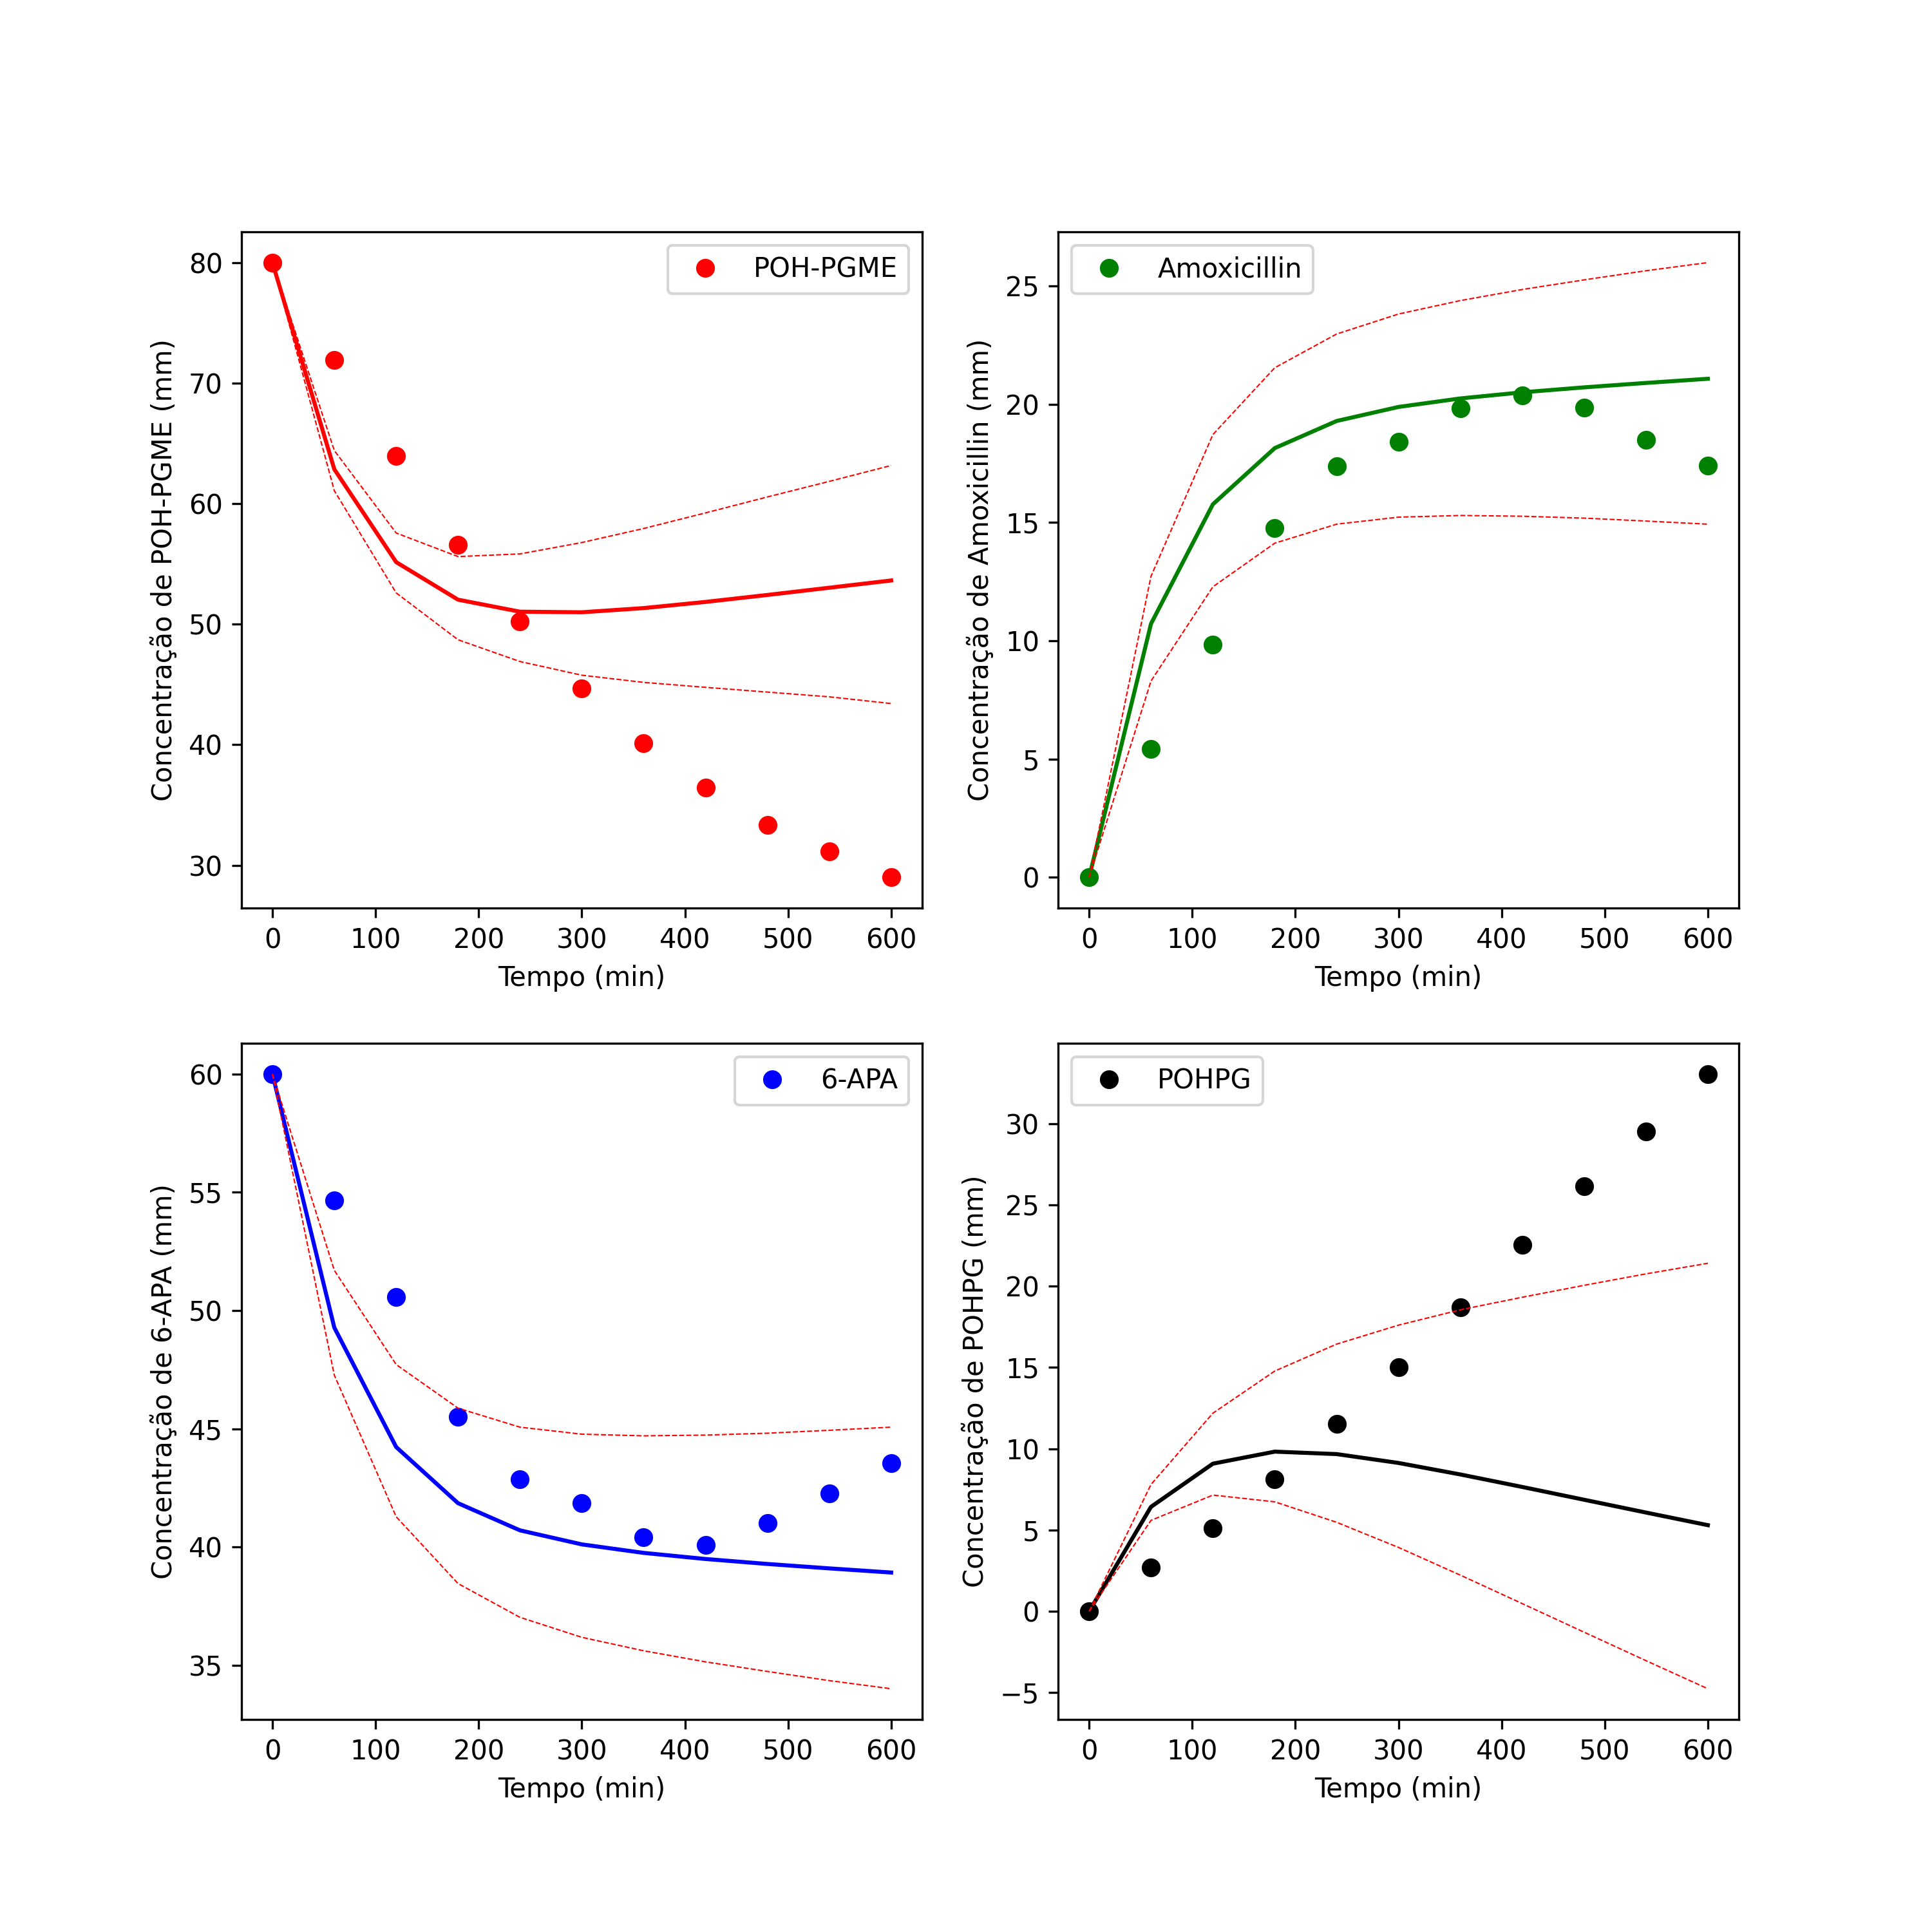 POH-PGME
80
70
60
50
40
30
Concentração de POH-PGME (mm)
0 100 200 300 400 500 600
Tempo (min)
Amoxicillin
25
20
15
10
5
0
Concentração de Amoxicillin (mm)
0 100 200 300 400 500 600
Tempo (min)
6-APA
60
55
50
45
40
35
Concentração de 6-APA (mm)
0 100 200 300 400 500 600
Tempo (min)
POHPG
30
25
20
15
10
5
0
−5
Concentração de POHPG (mm)
0 100 200 300 400 500 600
Tempo (min)